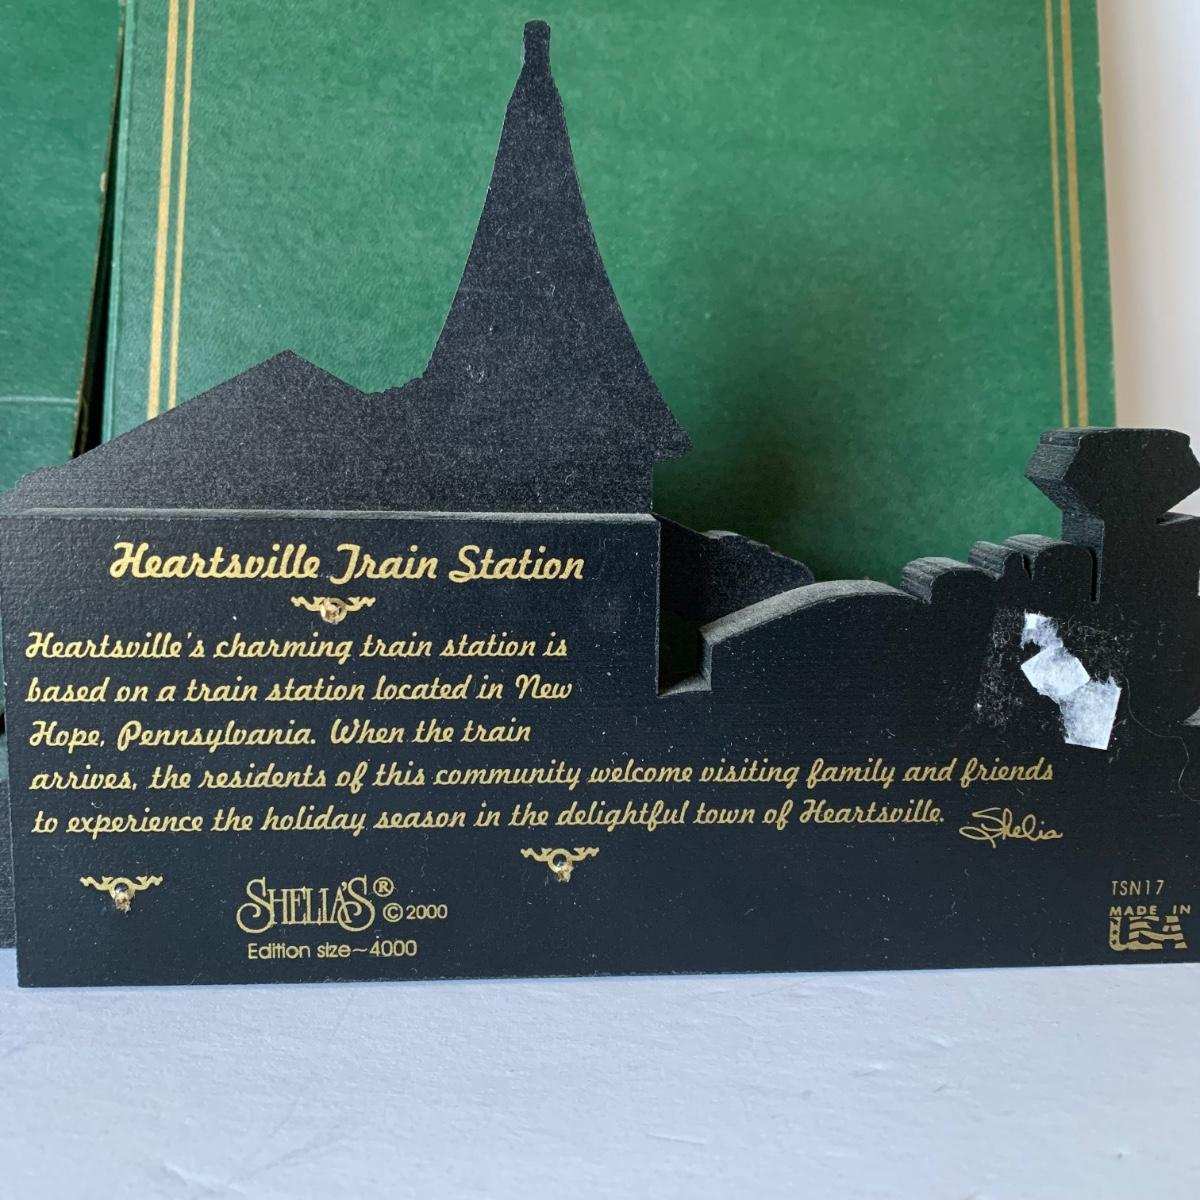 Heartsville Train Station
Heartsville's charming train station is
based on a train station located in New
Hope, Pennsylvania. When the train
arrives, the residents of this community welcome visiting family and friends
to experience the holiday season in the delightful town of Heartsville.
Shelia
SHELIA'S® © 2000
Edition size~4000
TSN17
MADE IN
USA